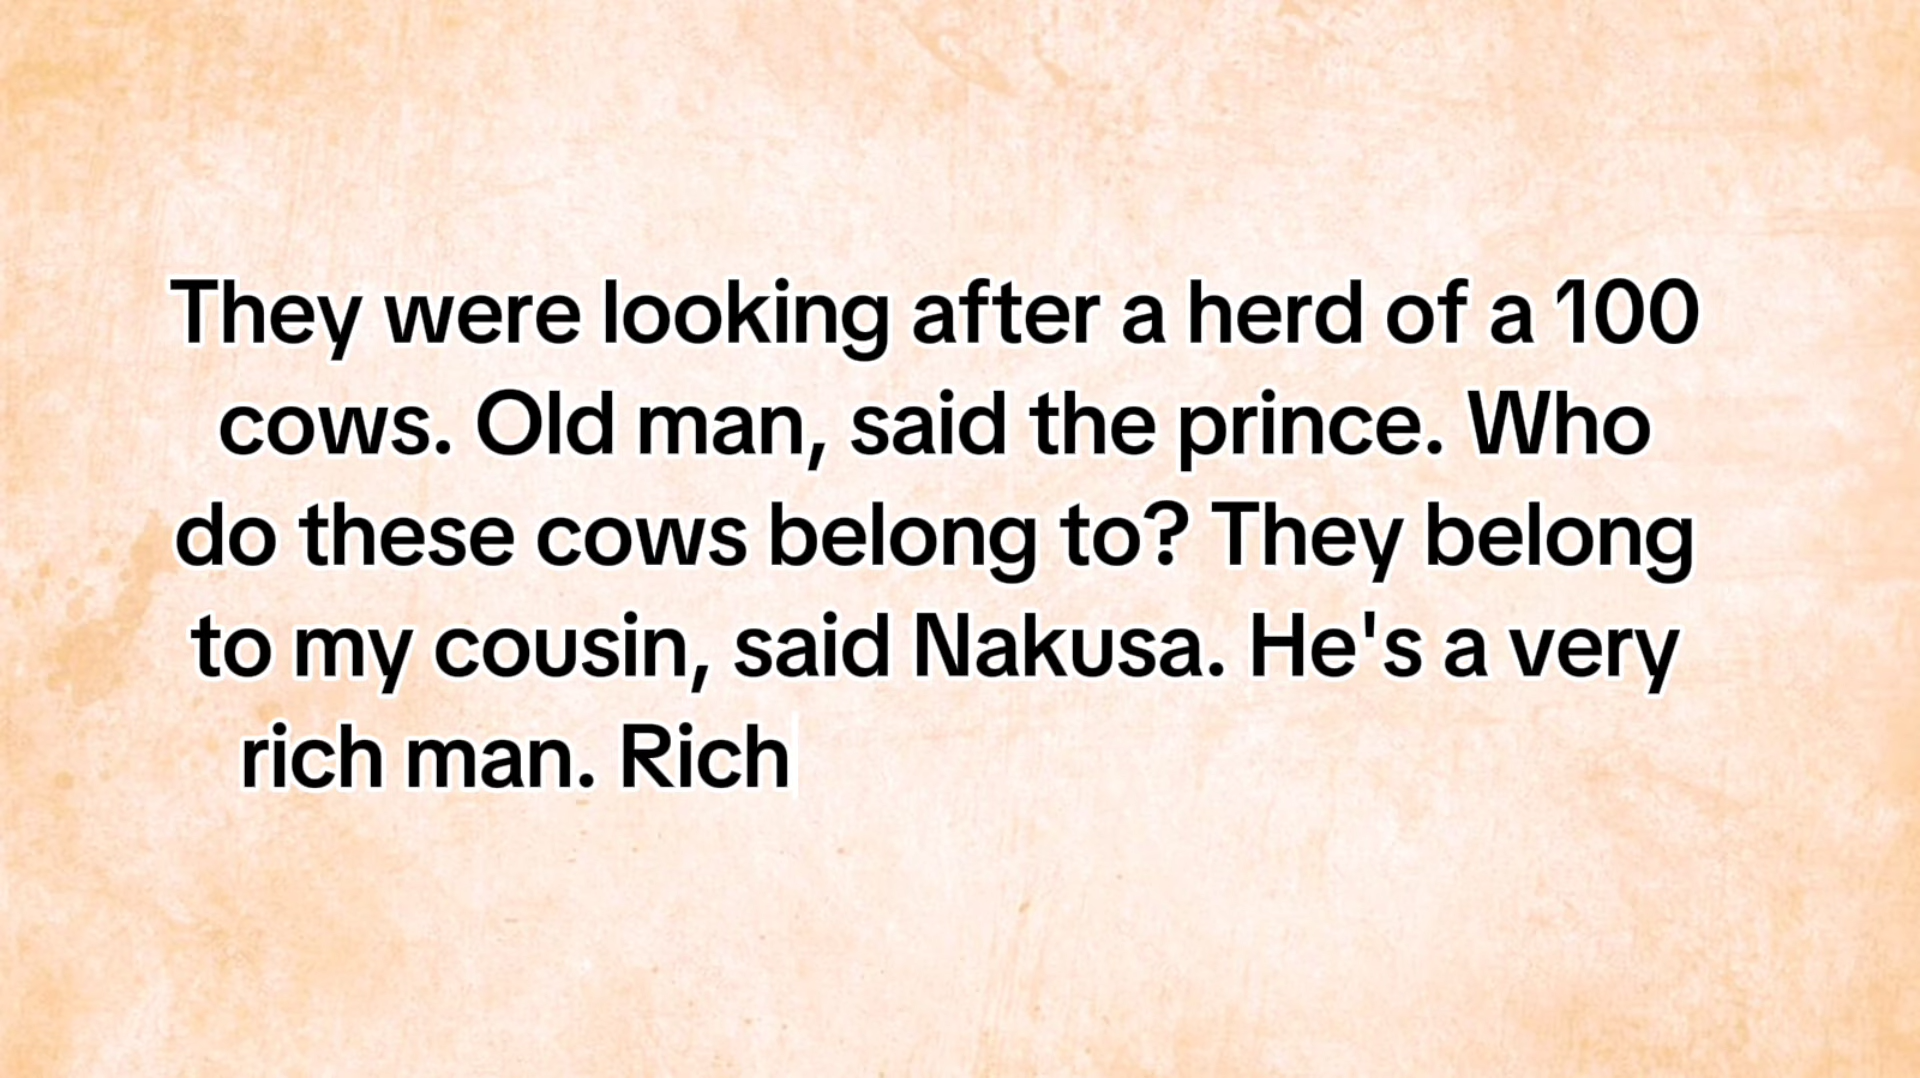 They were looking after a herd of a 100
cows. Old man, said the prince. Who
do these cows belong to? They belong
to my cousin, said Nakusa. He's a very
rich man. Rich